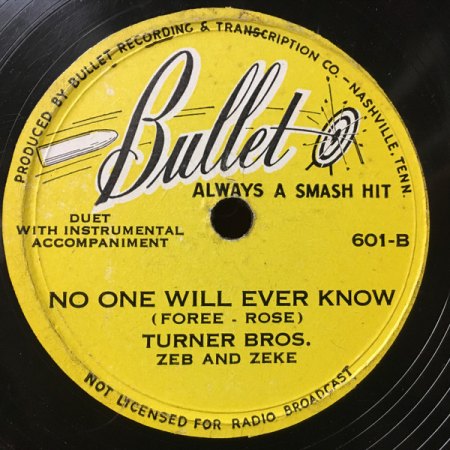 PRODUCED BY BULLET RECORDING & TRANSCRIPTION CO. - NASHVILLE, TENN.
Bullet
ALWAYS A SMASH HIT
DUET
WITH INSTRUMENTAL
ACCOMPANIMENT
601-B
NO ONE WILL EVER KNOW
(FOREE - ROSE)
TURNER BROS.
ZEB AND ZEKE
NOT LICENSED FOR RADIO BROADCAST